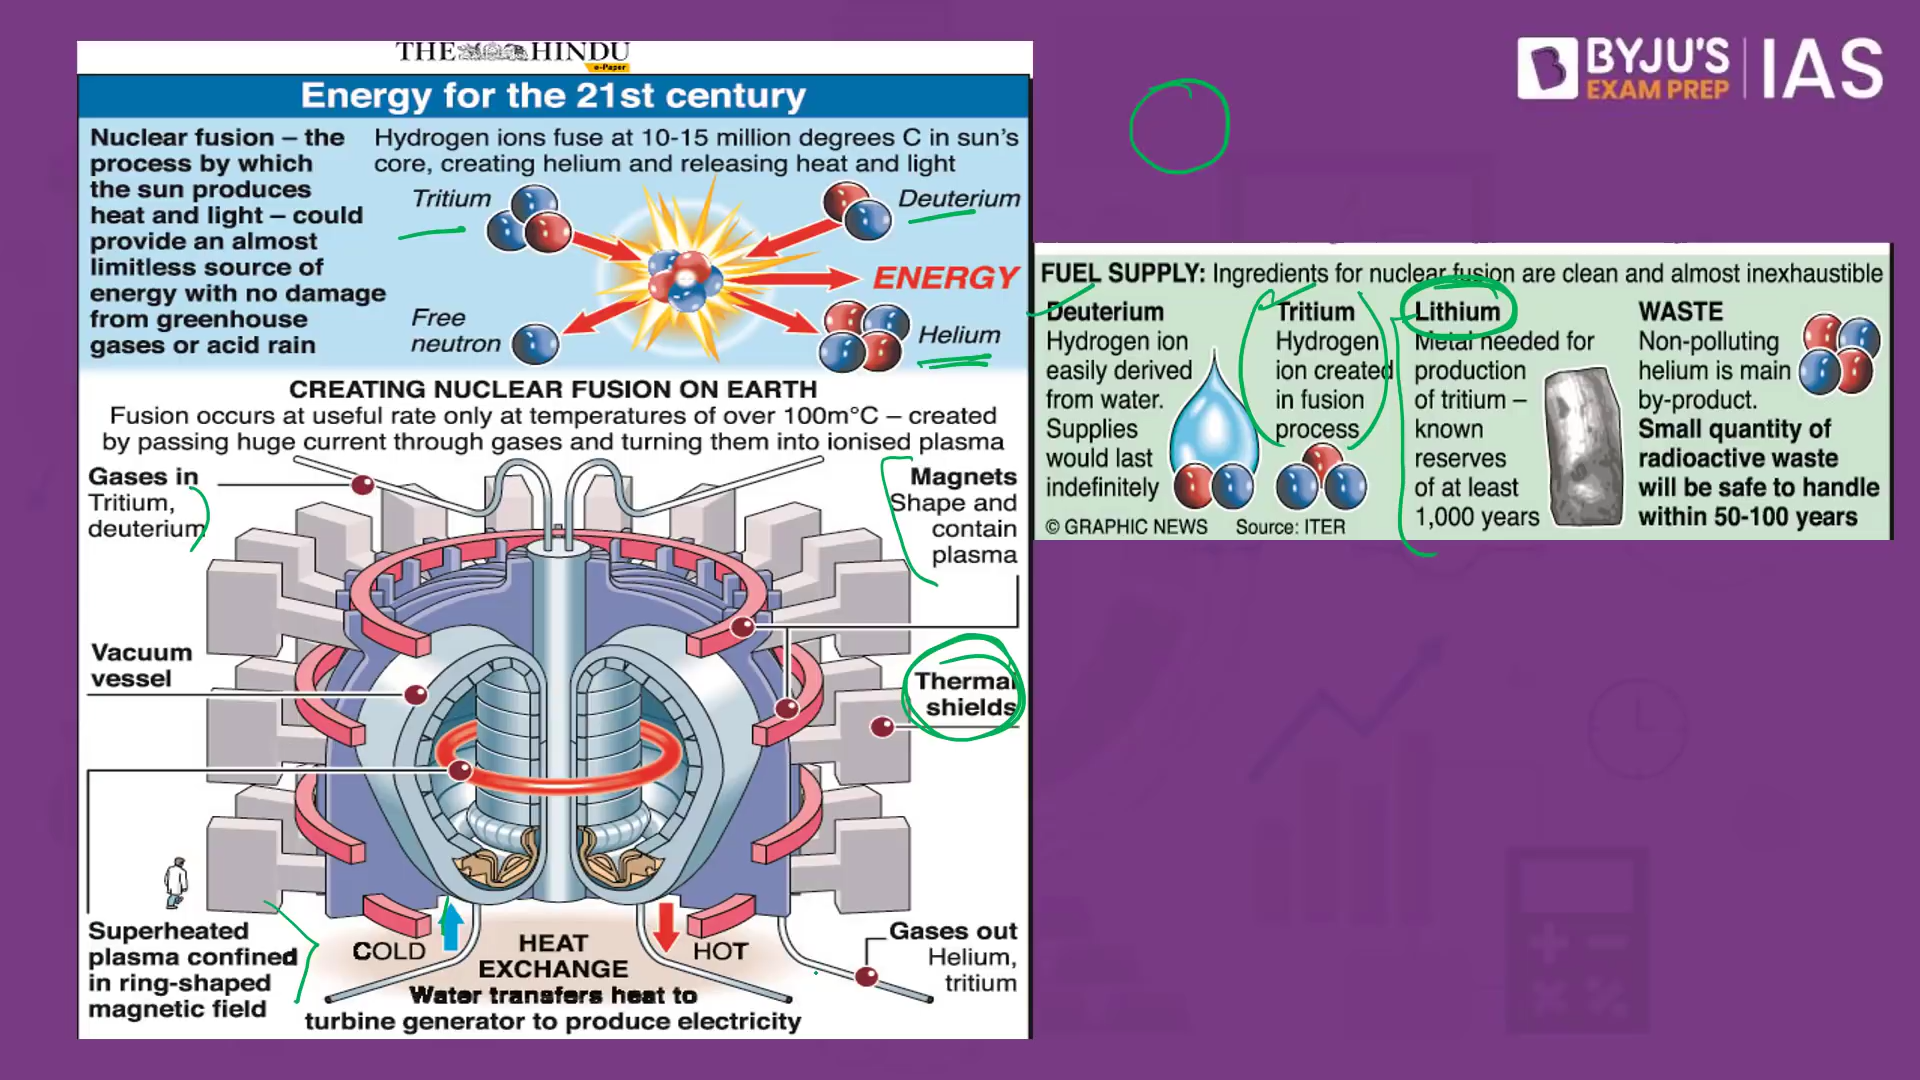 THE HINDU
e-Paper
Energy for the 21st century
Nuclear fusion – the
process by which
the sun produces
heat and light – could
provide an almost
limitless source of
energy with no damage
from greenhouse
gases or acid rain
Hydrogen ions fuse at 10-15 million degrees C in sun's
core, creating helium and releasing heat and light
Tritium
Deuterium
ENERGY
Free
neutron
Helium
CREATING NUCLEAR FUSION ON EARTH
Fusion occurs at useful rate only at temperatures of over 100m°C – created
by passing huge current through gases and turning them into ionised plasma
Gases in
Tritium,
deuterium
Magnets
Shape and
contain
plasma
Vacuum
vessel
Thermal
shields
Superheated
plasma confined
in ring-shaped
magnetic field
COLD
HEAT
EXCHANGE
HOT
Water transfers heat to
turbine generator to produce electricity
Gases out
Helium,
tritium
BYJU'S
EXAM PREP
IAS
FUEL SUPPLY: Ingredients for nuclear fusion are clean and almost inexhaustible
Deuterium
Hydrogen ion
easily derived
from water.
Supplies
would last
indefinitely
Tritium
Hydrogen
ion created
in fusion
process
Lithium
Metal needed for
production
of tritium –
known
reserves
of at least
1,000 years
WASTE
Non-polluting
helium is main
by-product.
Small quantity of
radioactive waste
will be safe to handle
within 50-100 years
© GRAPHIC NEWS Source: ITER